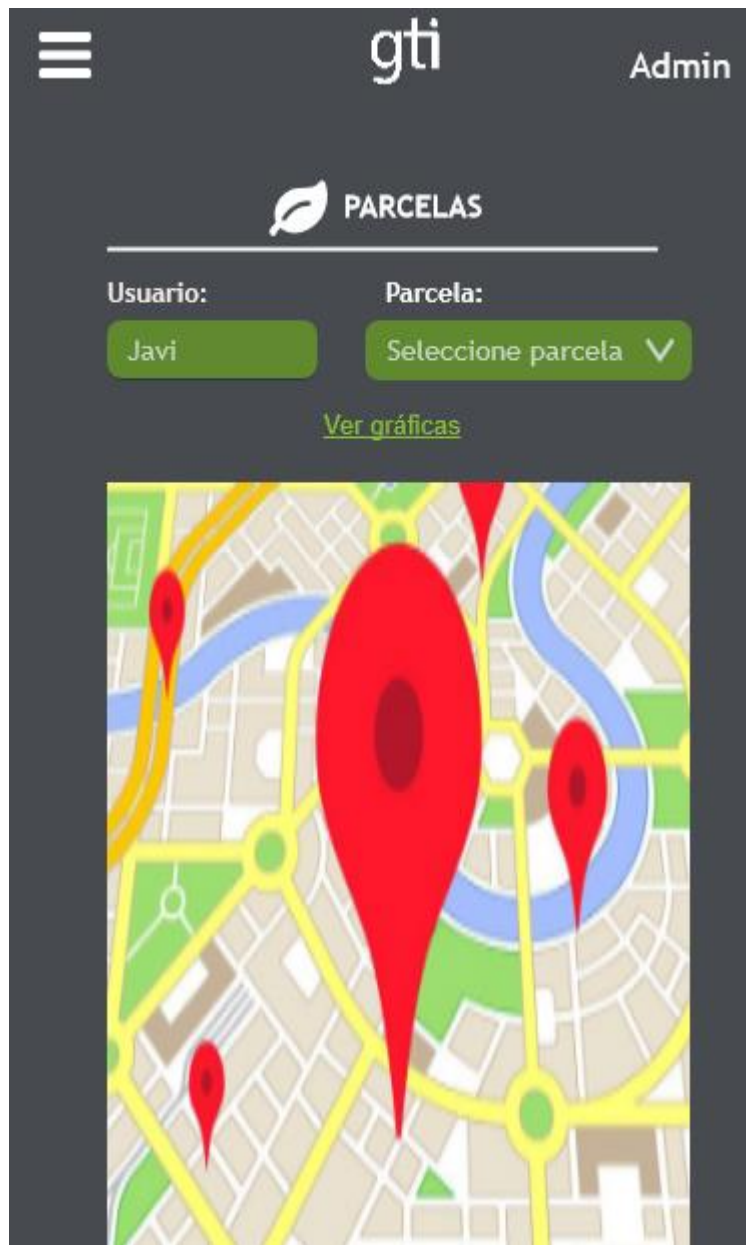 gti
Admin
PARCELAS
Usuario:
Parcela:
Javi
Seleccione parcela
Ver gráficas